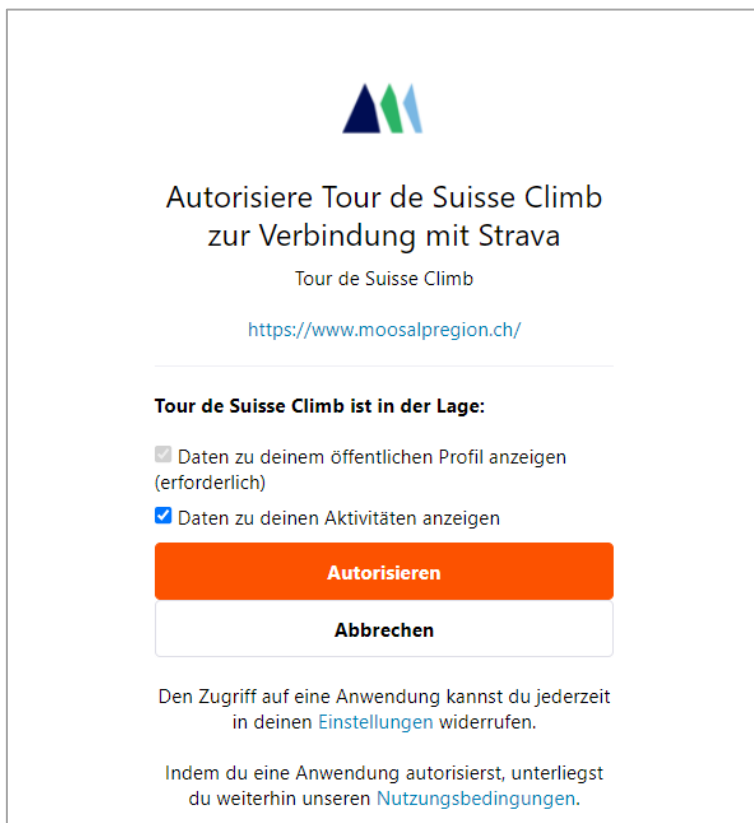 Autorisiere Tour de Suisse Climb
zur Verbindung mit Strava
Tour de Suisse Climb
https://www.moosalpregion.ch/
Tour de Suisse Climb ist in der Lage:
Daten zu deinem öffentlichen Profil anzeigen
(erforderlich)
Daten zu deinen Aktivitäten anzeigen
Autorisieren
Abbrechen
Den Zugriff auf eine Anwendung kannst du jederzeit
in deinen Einstellungen widerrufen.
Indem du eine Anwendung autorisierst, unterliegst
du weiterhin unseren Nutzungsbedingungen.